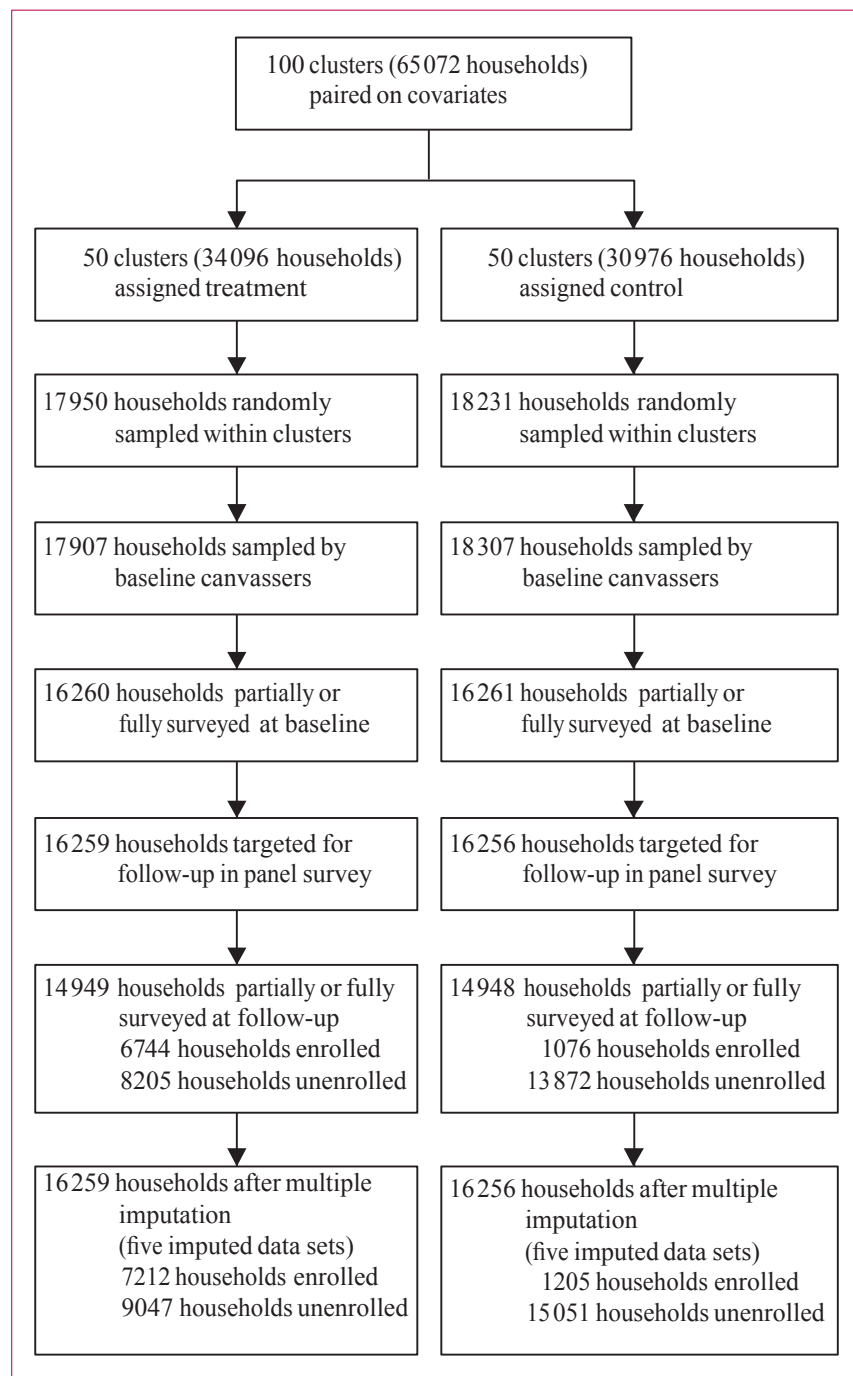 100 clusters (65 072 households)
paired on covariates
50 clusters (34 096 households)
assigned treatment
50 clusters (30 976 households)
assigned control
17 950 households randomly
sampled within clusters
18 231 households randomly
sampled within clusters
17 907 households sampled by
baseline canvassers
18 307 households sampled by
baseline canvassers
16 260 households partially or
fully surveyed at baseline
16 261 households partially or
fully surveyed at baseline
16 259 households targeted for
follow-up in panel survey
16 256 households targeted for
follow-up in panel survey
14 949 households partially or fully
surveyed at follow-up
6744 households enrolled
8205 households unenrolled
14 948 households partially or fully
surveyed at follow-up
1076 households enrolled
13 872 households unenrolled
16 259 households after multiple
imputation
(five imputed data sets)
7212 households enrolled
9047 households unenrolled
16 256 households after multiple
imputation
(five imputed data sets)
1205 households enrolled
15 051 households unenrolled